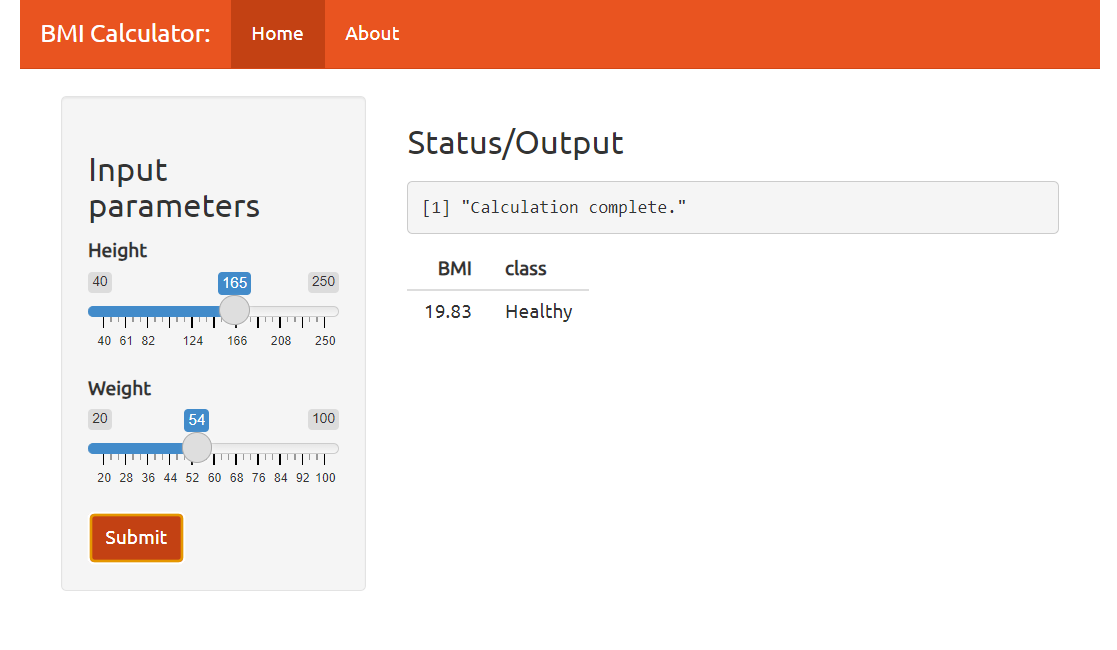 BMI Calculator: Home About
Input
parameters
Height
40 165 250
40 61 82 124 166 208 250
Weight
20 54 100
20 28 36 44 52 60 68 76 84 92 100
Submit
Status/Output
[1] "Calculation complete."
BMI class
19.83 Healthy